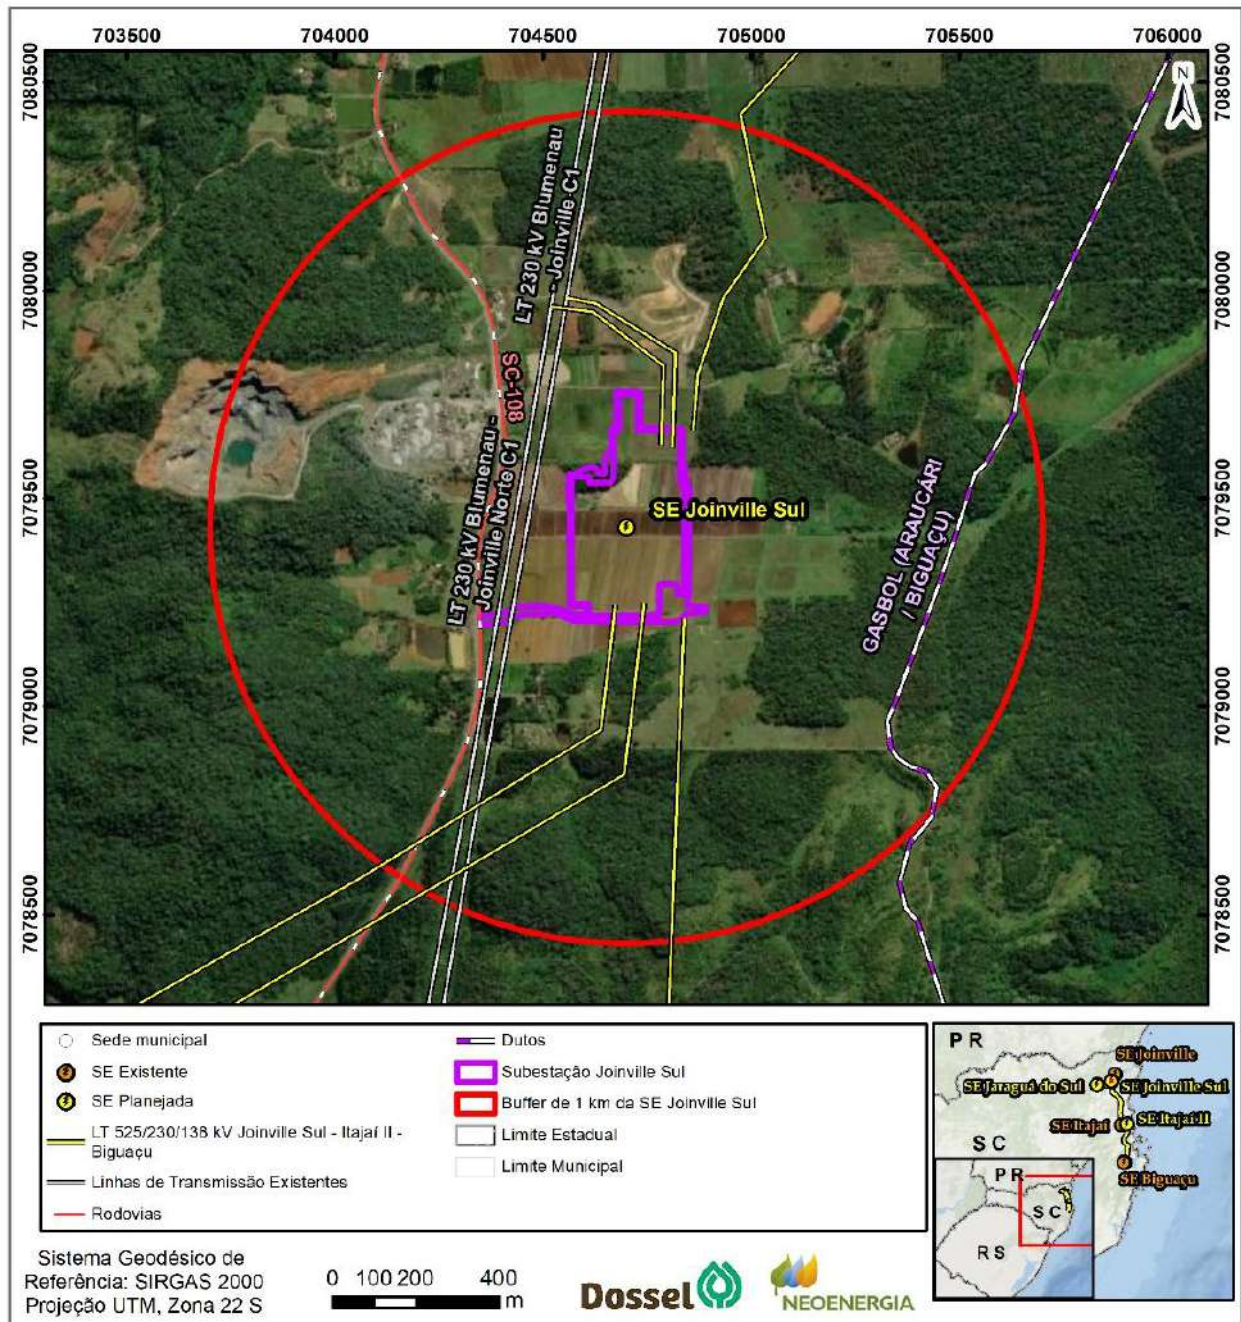 703500 704000 704500 705000 705500 706000
7080500
7080000
7079500
7079000
7078500
7080500
7080000
7079500
7079000
7078500
N
LT 230 kV Blumenau
- Joinville C1
SC-108
LT 230 kV Blumenau -
Joinville Norte C1
SE Joinville Sul
GASBOL (ARAUCÁRI
/ BIGUAÇU)
Sede municipal
SE Existente
SE Planejada
LT 525/230/138 kV Joinville Sul - Itajaí II -
Biguaçu
Linhas de Transmissão Existentes
Rodovias
Dutos
Subestação Joinville Sul
Buffer de 1 km da SE Joinville Sul
Limite Estadual
Limite Municipal
PR
SE Joinville
SE Jaraguá do Sul
SE Joinville Sul
SE Itajaí
SE Itajaí II
SC
SE Biguaçu
PR
SC
RS
Sistema Geodésico de
Referência: SIRGAS 2000
Projeção UTM, Zona 22 S
0 100 200 400
m
Dossel
NEOENERGIA